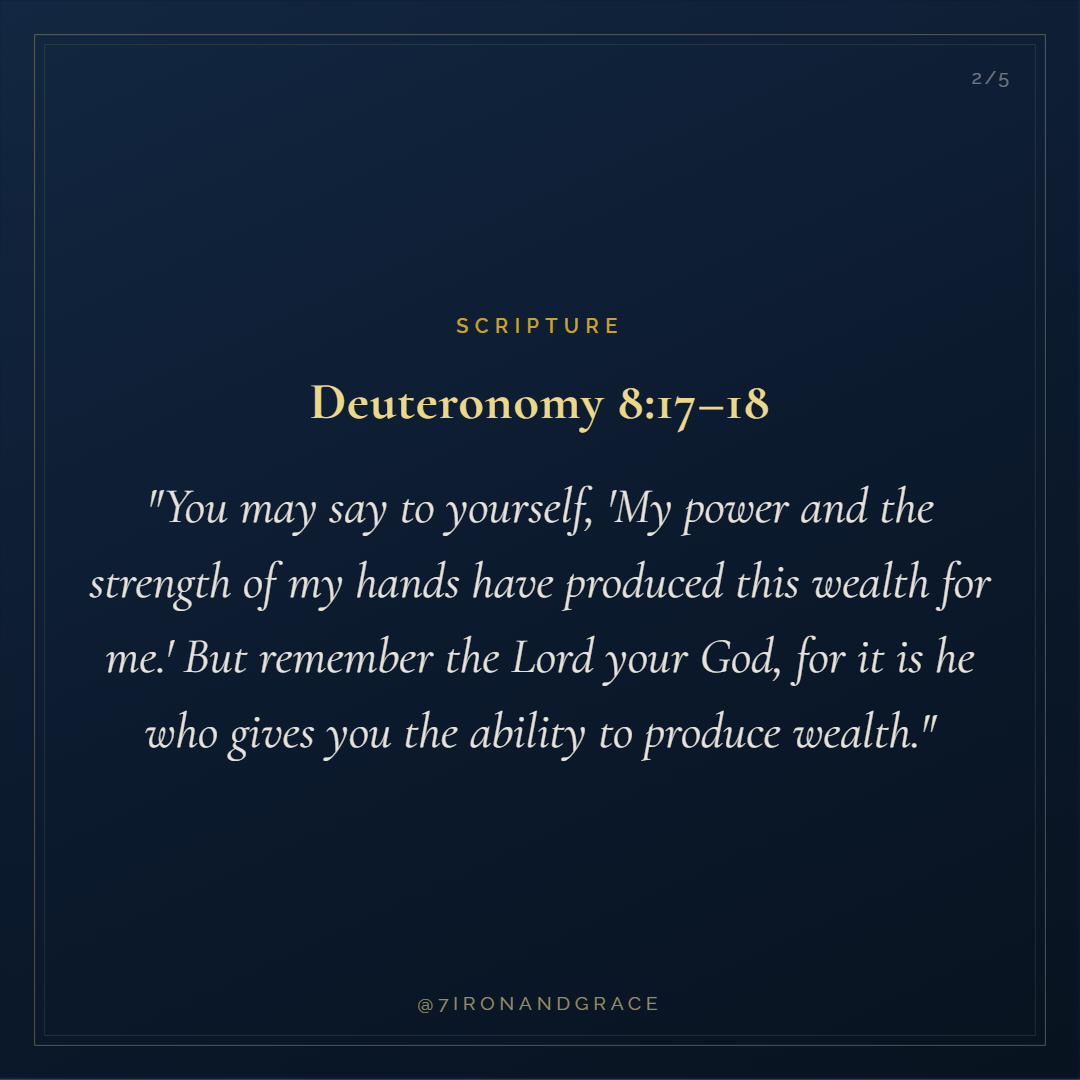 2/5
SCRIPTURE
Deuteronomy 8:17–18
"You may say to yourself, 'My power and the
strength of my hands have produced this wealth for
me.' But remember the Lord your God, for it is he
who gives you the ability to produce wealth."
@7IRONANDGRACE